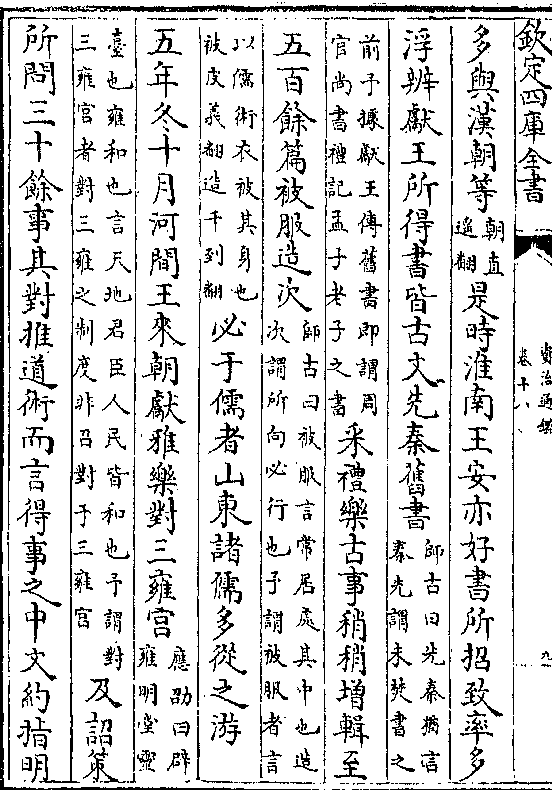 欽定四庫全書
資治通鑑
卷十八
九
多與漢朝等
朝直
遥翻
是時淮南王安亦好書所招致率多
浮辨獻王所得書皆古文先秦舊書
師古曰先秦猶言
秦先謂未焚書之
前予據獻王傳舊書即謂周
官尚書禮記孟子老子之書
采禮樂古事稍稍增輯至
五百餘篇被服造次
師古曰被服言常居處其中也造
次謂所向必行也予謂被服者言
以儒術衣被其身也
被皮義翻造千到翻
必于儒者山東諸儒多從之游
五年冬十月河間王來朝獻雅樂對三雍宫
應劭曰辟
雍明堂靈
臺也雍和也言天地君臣人民皆和也予謂對
三雍宫者對三雍之制度非召對于三雍宫
及詔策
所問三十餘事其對推道術而言得事之中文約指明